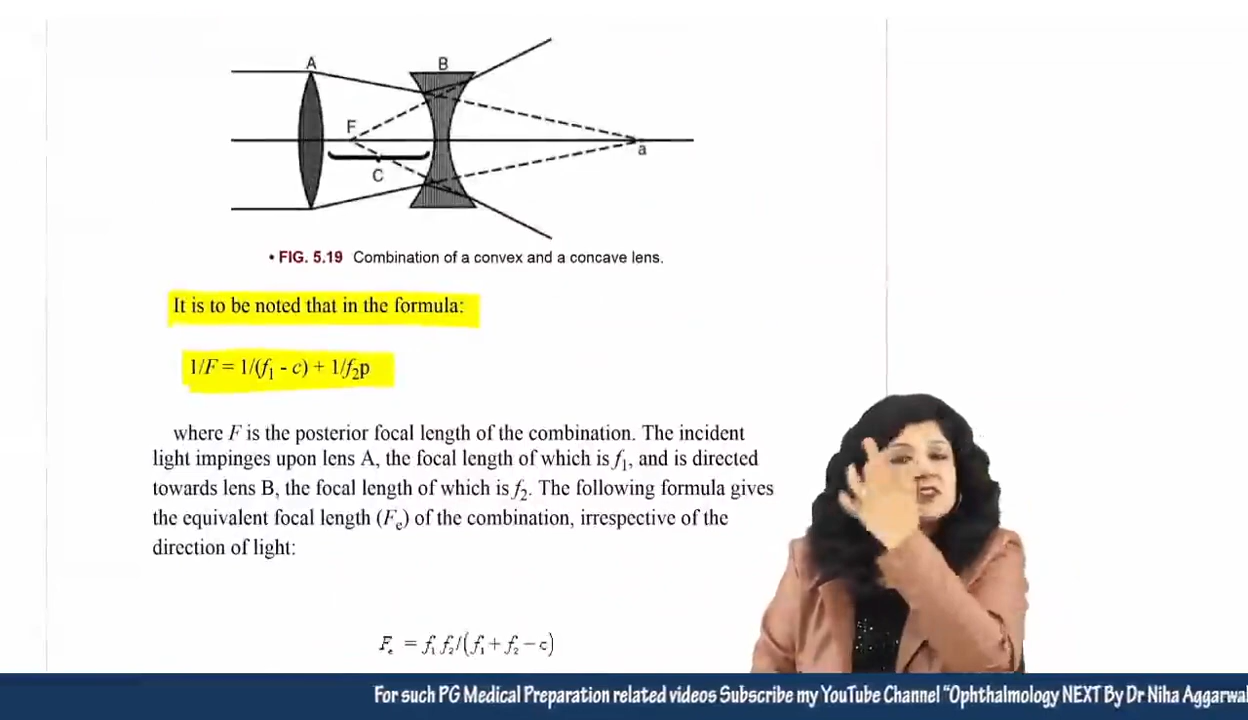 A
B
F
a
C
• FIG. 5.19 Combination of a convex and a concave lens.
It is to be noted that in the formula:
1/F = 1/(f₁ - c) + 1/f₂p
where F is the posterior focal length of the combination. The incident
light impinges upon lens A, the focal length of which is f₁, and is directed
towards lens B, the focal length of which is f₂. The following formula gives
the equivalent focal length (Fₑ) of the combination, irrespective of the
direction of light:
Fₑ = f₁ f₂/(f₁ + f₂ − c)
For such PG Medical Preparation related videos Subscribe my YouTube Channel “Ophthalmology NEXT By Dr Niha Aggarwal